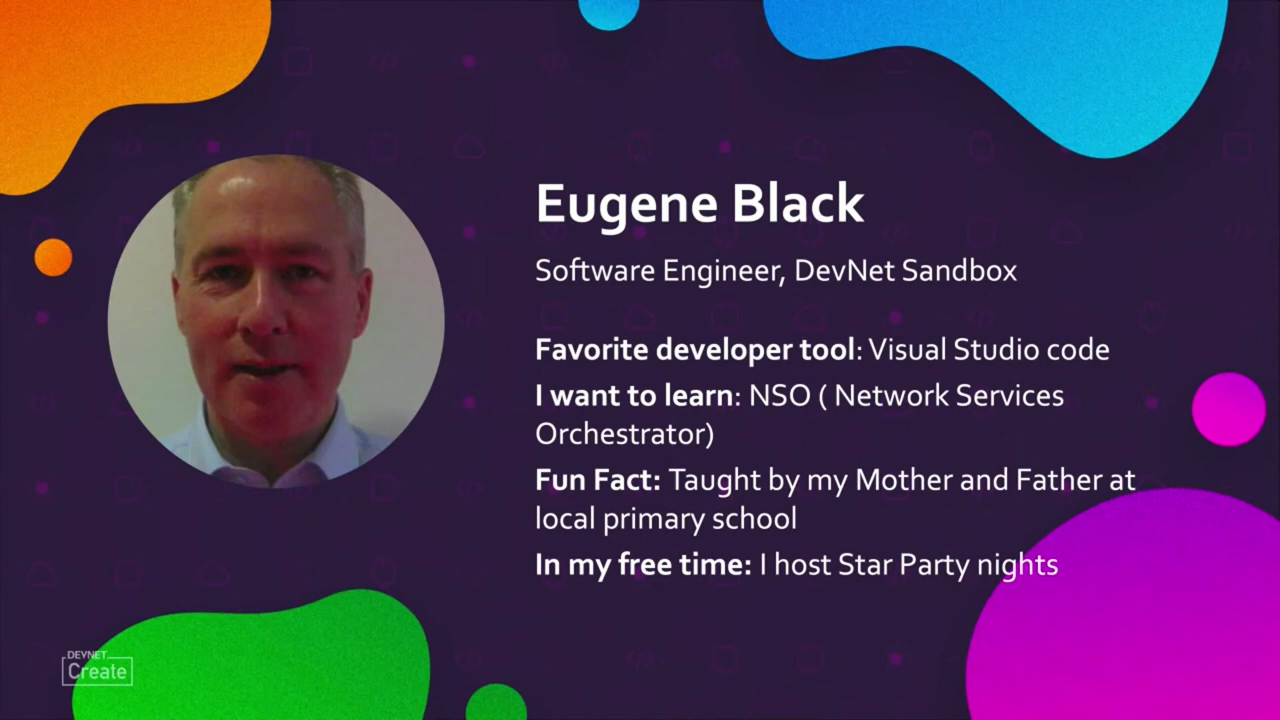 Eugene Black
Software Engineer, DevNet Sandbox
Favorite developer tool: Visual Studio code
I want to learn: NSO ( Network Services
Orchestrator)
Fun Fact: Taught by my Mother and Father at
local primary school
In my free time: I host Star Party nights
DEVNET
Create